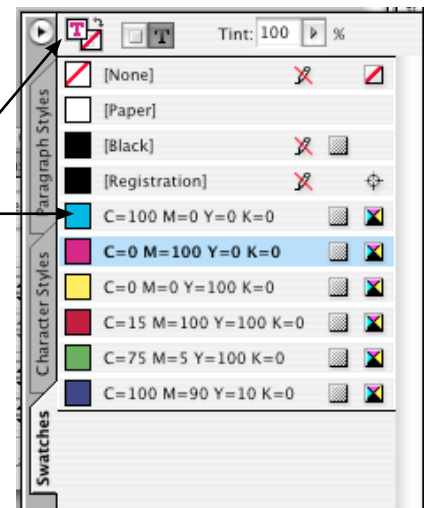 T T Tint: 100 %
[None]
[Paper]
[Black]
[Registration]
C=100 M=0 Y=0 K=0
C=0 M=100 Y=0 K=0
C=0 M=0 Y=100 K=0
C=15 M=100 Y=100 K=0
C=75 M=5 Y=100 K=0
C=100 M=90 Y=10 K=0
Paragraph Styles
Character Styles
Swatches